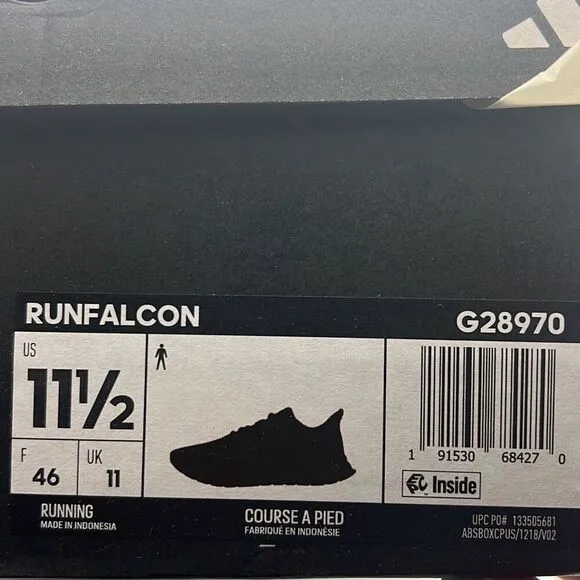 RUNFALCON
G28970
US
11½
F
46
UK
11
1 91530 68427 0
Inside
RUNNING
MADE IN INDONESIA
COURSE A PIED
FABRIQUÉ EN INDONÉSIE
UPC PO# 133505681
ABSBOXCPUS/1218/V02